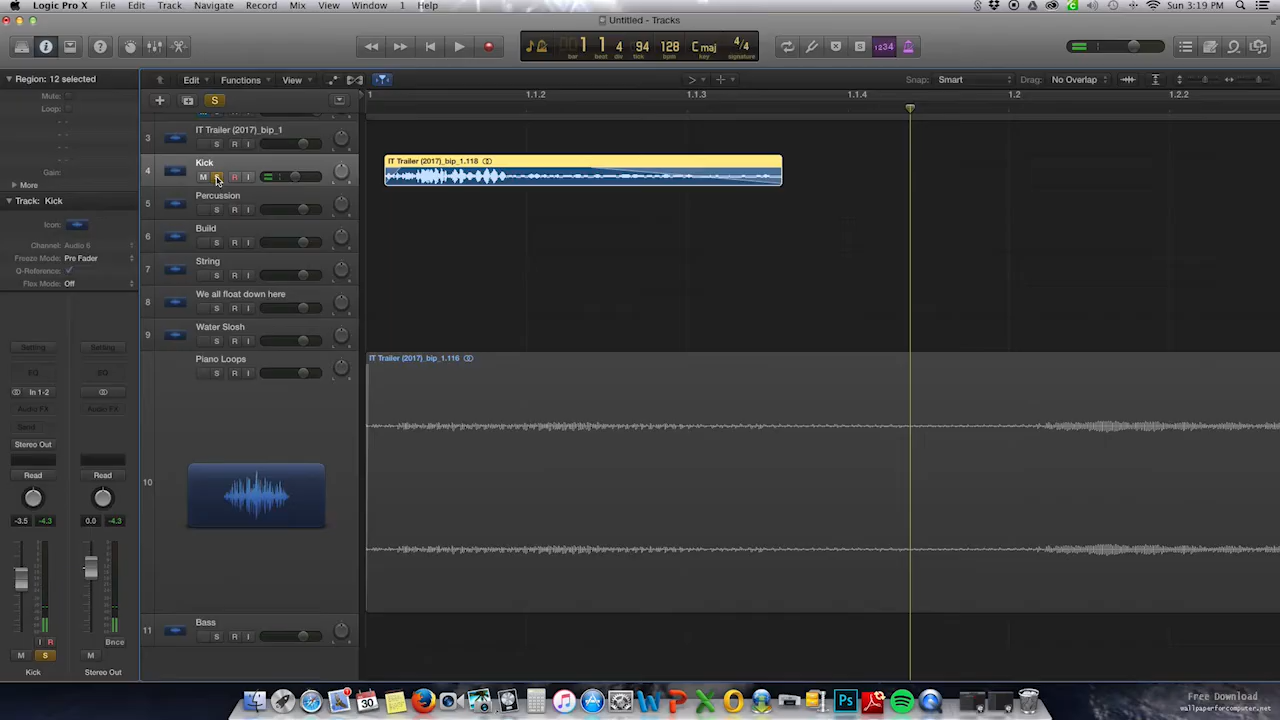 Logic Pro X File Edit Track Navigate Record Mix View Window 1 Help Sun 3:19 PM
Untitled - Tracks
1 1 4 94 128 C maj 4/4
bar beat div tick bpm key
1234
Region: 12 selected
Edit Functions View Snap: Smart Drag: No Overlap
Mute:
Loop:
Gain:
More
Track: Kick
Icon:
Channel: Audio 6
Freeze Mode: Pre Fader
Q-Reference:
Flex Mode: Off
S
1 1.1.2 1.1.3 1.1.4 1.2 1.2.2
3 IT Trailer (2017)_bip_1
S R I
4 Kick
M S R I
5 Percussion
S R I
6 Build
S R I
7 String
S R I
8 We all float down here
S R I
9 Water Slosh
S R I
10 Piano Loops
S R I
11 Bass
S R I
IT Trailer (2017)_bip_1.118
IT Trailer (2017)_bip_1.116
Setting Setting
EQ EQ
In 1-2
Audio FX Audio FX
Send
Stereo Out
Read Read
-3.5 -4.3 0.0 -4.3
I R Bnce
M S M
Kick Stereo Out
30
Free Download
wallpaperforcomputer.net